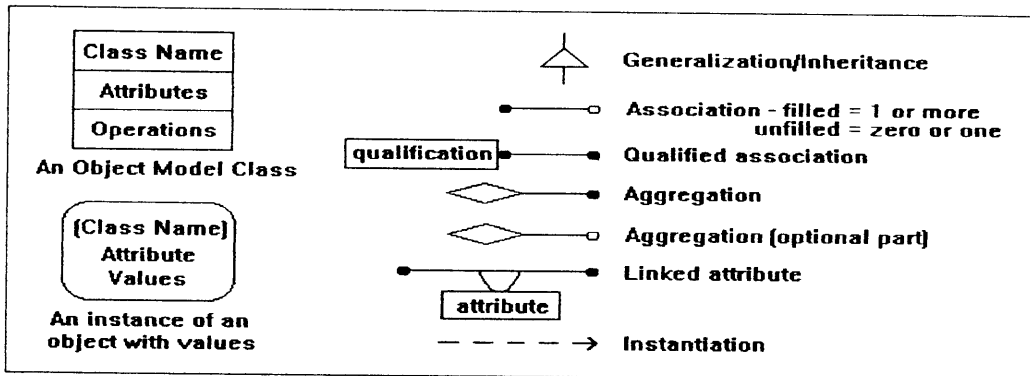 Class Name
Attributes
Operations
An Object Model Class
(Class Name)
Attribute
Values
An instance of an
object with values
Generalization/Inheritance
Association - filled = 1 or more
unfilled = zero or one
qualification
Qualified association
Aggregation
Aggregation (optional part)
Linked attribute
attribute
Instantiation